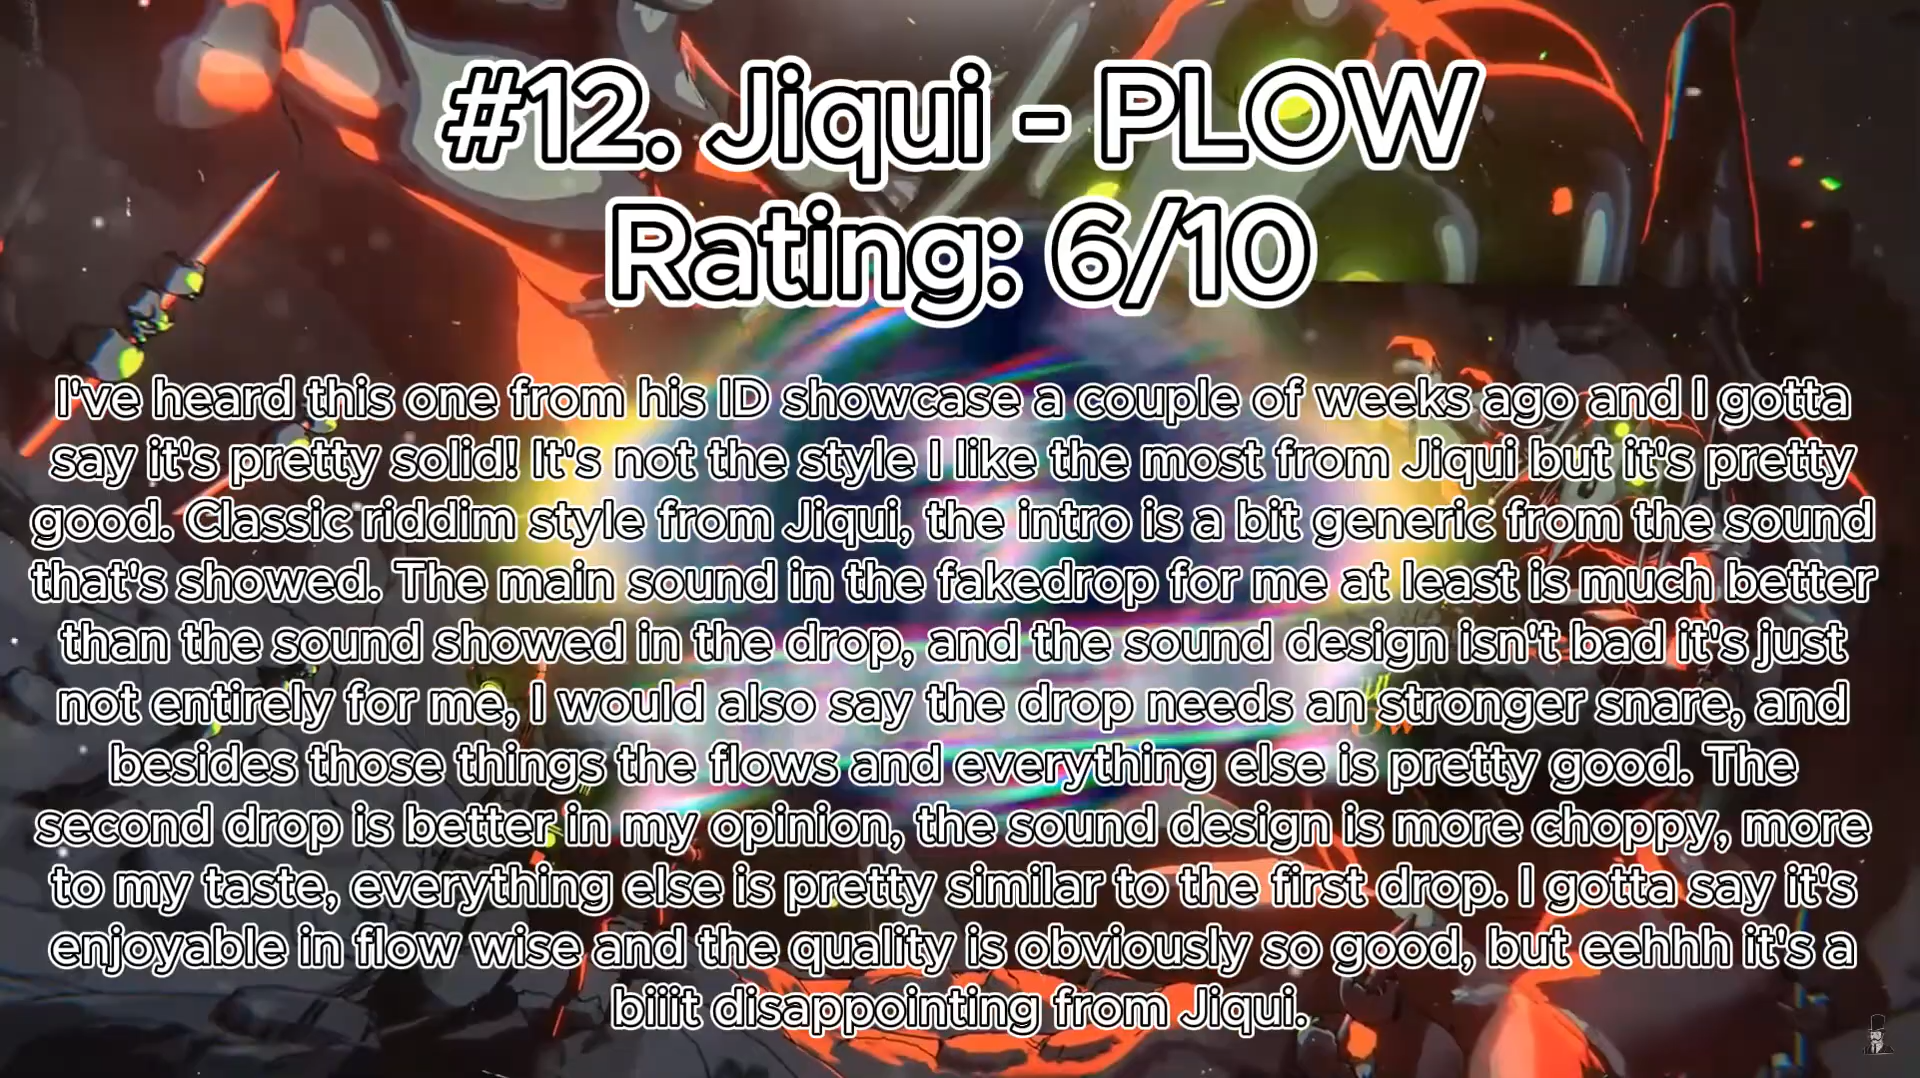 #12. Jiqui - PLOW
Rating: 6/10
I've heard this one from his ID showcase a couple of weeks ago and I gotta
say it's pretty solid! It's not the style I like the most from Jiqui but it's pretty
good. Classic riddim style from Jiqui, the intro is a bit generic from the sound
that's showed. The main sound in the fakedrop for me at least is much better
than the sound showed in the drop, and the sound design isn't bad it's just
not entirely for me, I would also say the drop needs an stronger snare, and
besides those things the flows and everything else is pretty good. The
second drop is better in my opinion, the sound design is more choppy, more
to my taste, everything else is pretty similar to the first drop. I gotta say it's
enjoyable in flow wise and the quality is obviously so good, but eehhh it's a
biiit disappointing from Jiqui.